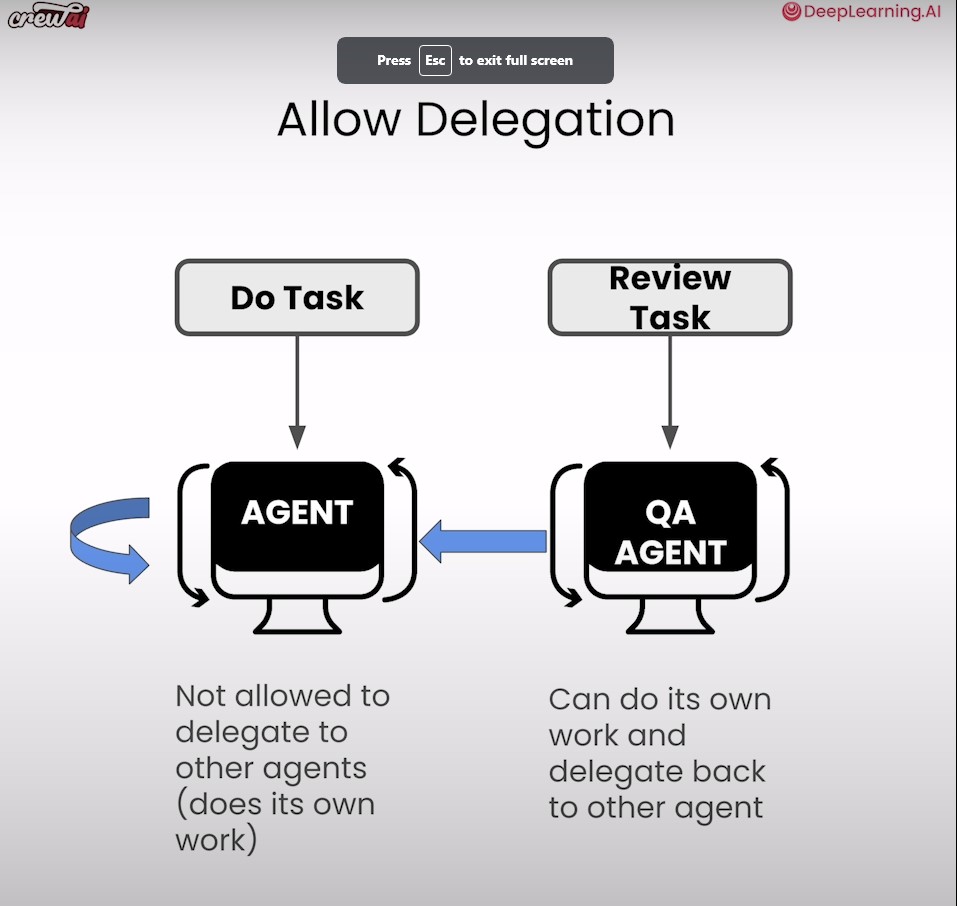 crewai
DeepLearning.AI
Press Esc to exit full screen
Allow Delegation
Do Task
Review
Task
AGENT
QA
AGENT
Not allowed to
delegate to
other agents
(does its own
work)
Can do its own
work and
delegate back
to other agent